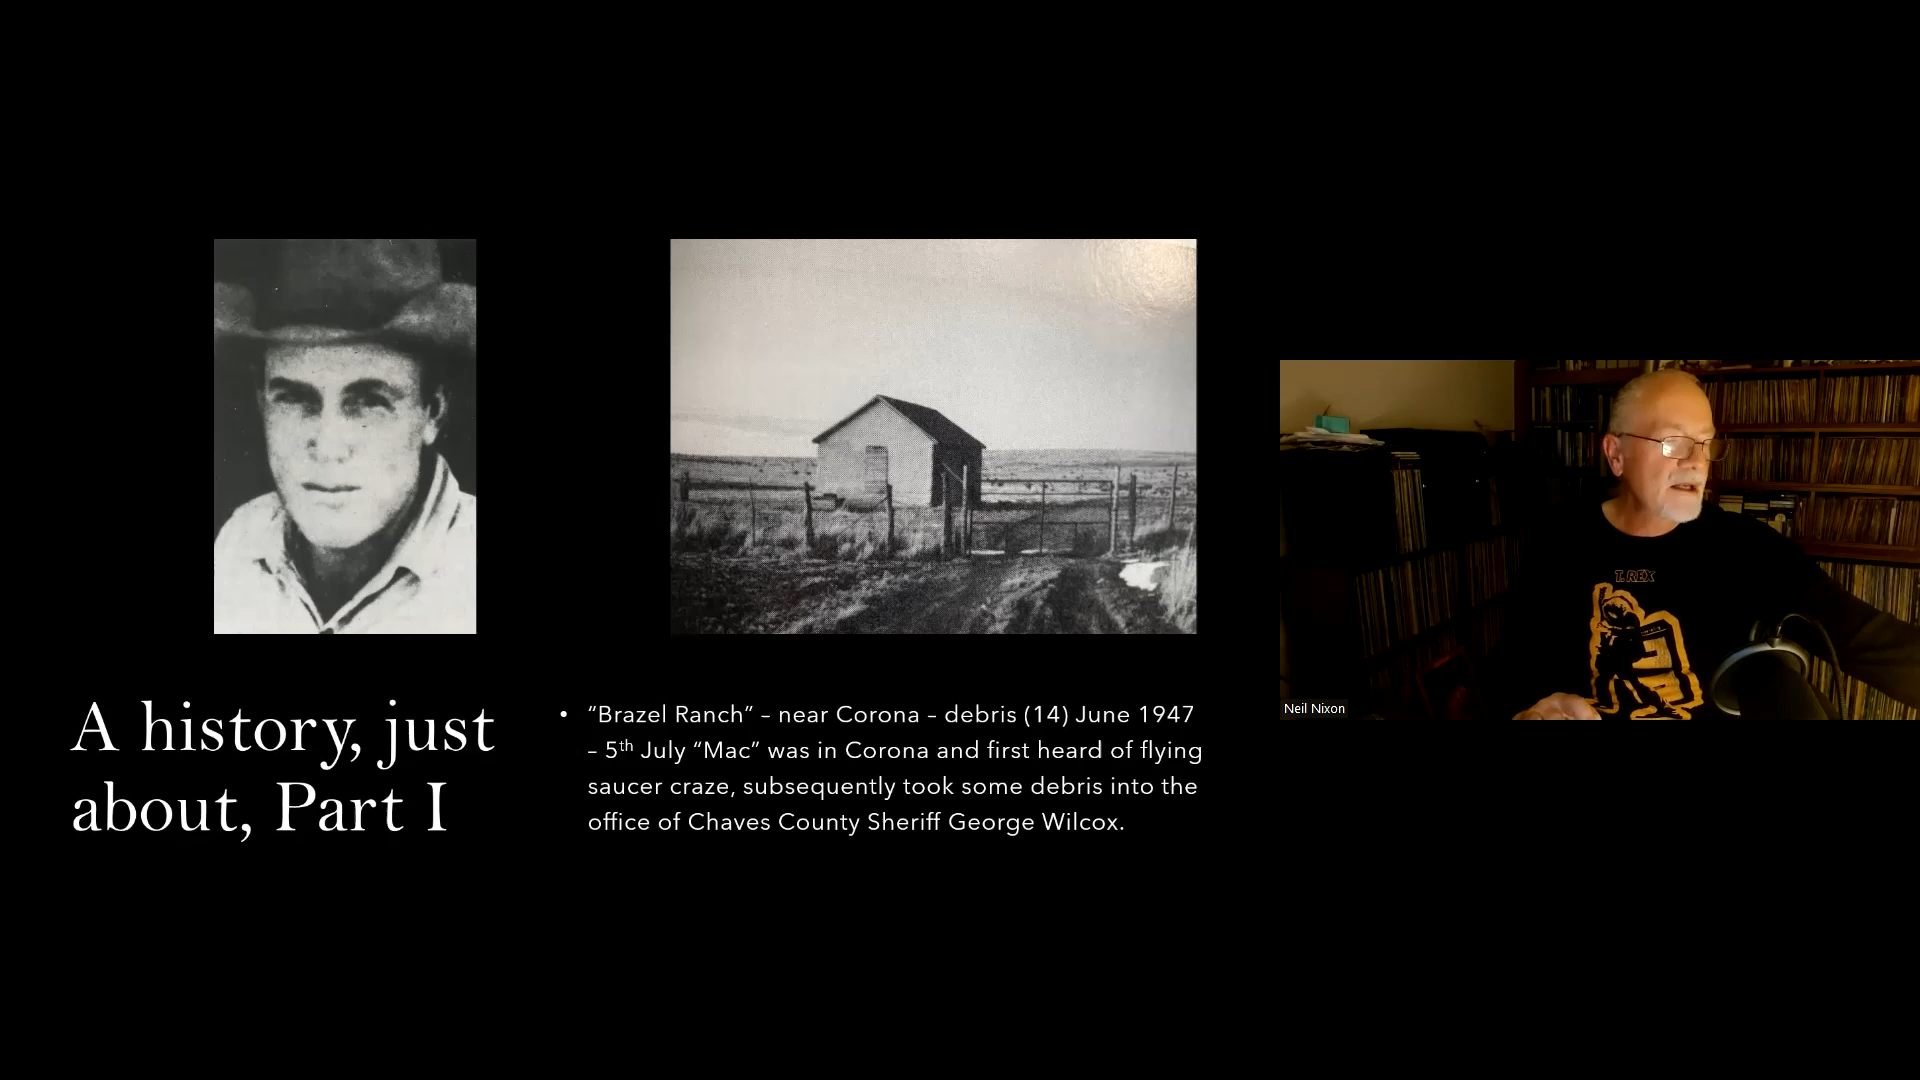 A history, just
about, Part I
• “Brazel Ranch” – near Corona – debris (14) June 1947
– 5th July “Mac” was in Corona and first heard of flying
saucer craze, subsequently took some debris into the
office of Chaves County Sheriff George Wilcox.
T. REX
Neil Nixon